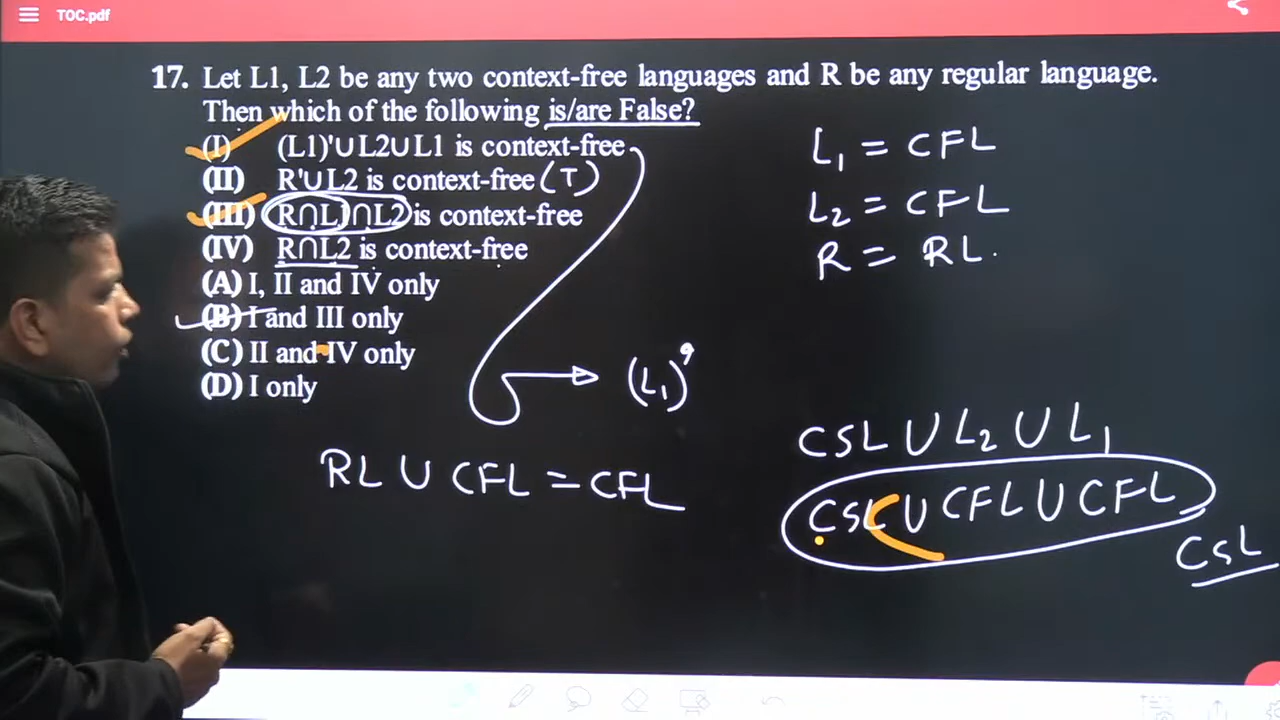 TOC.pdf
17. Let L1, L2 be any two context-free languages and R be any regular language.
Then which of the following is/are False?
(I) (L1)'∪L2∪L1 is context-free
(II) R'∪L2 is context-free (T)
(III) R∩L1∩L2 is context-free
(IV) R∩L2 is context-free
(A) I, II and IV only
(B) I and III only
(C) II and IV only
(D) I only
L1 = CFL
L2 = CFL
R = RL.
(L1)'
CSL ∪ L2 ∪ L1
CSL ∪ CFL ∪ CFL
CSL
RL ∪ CFL = CFL